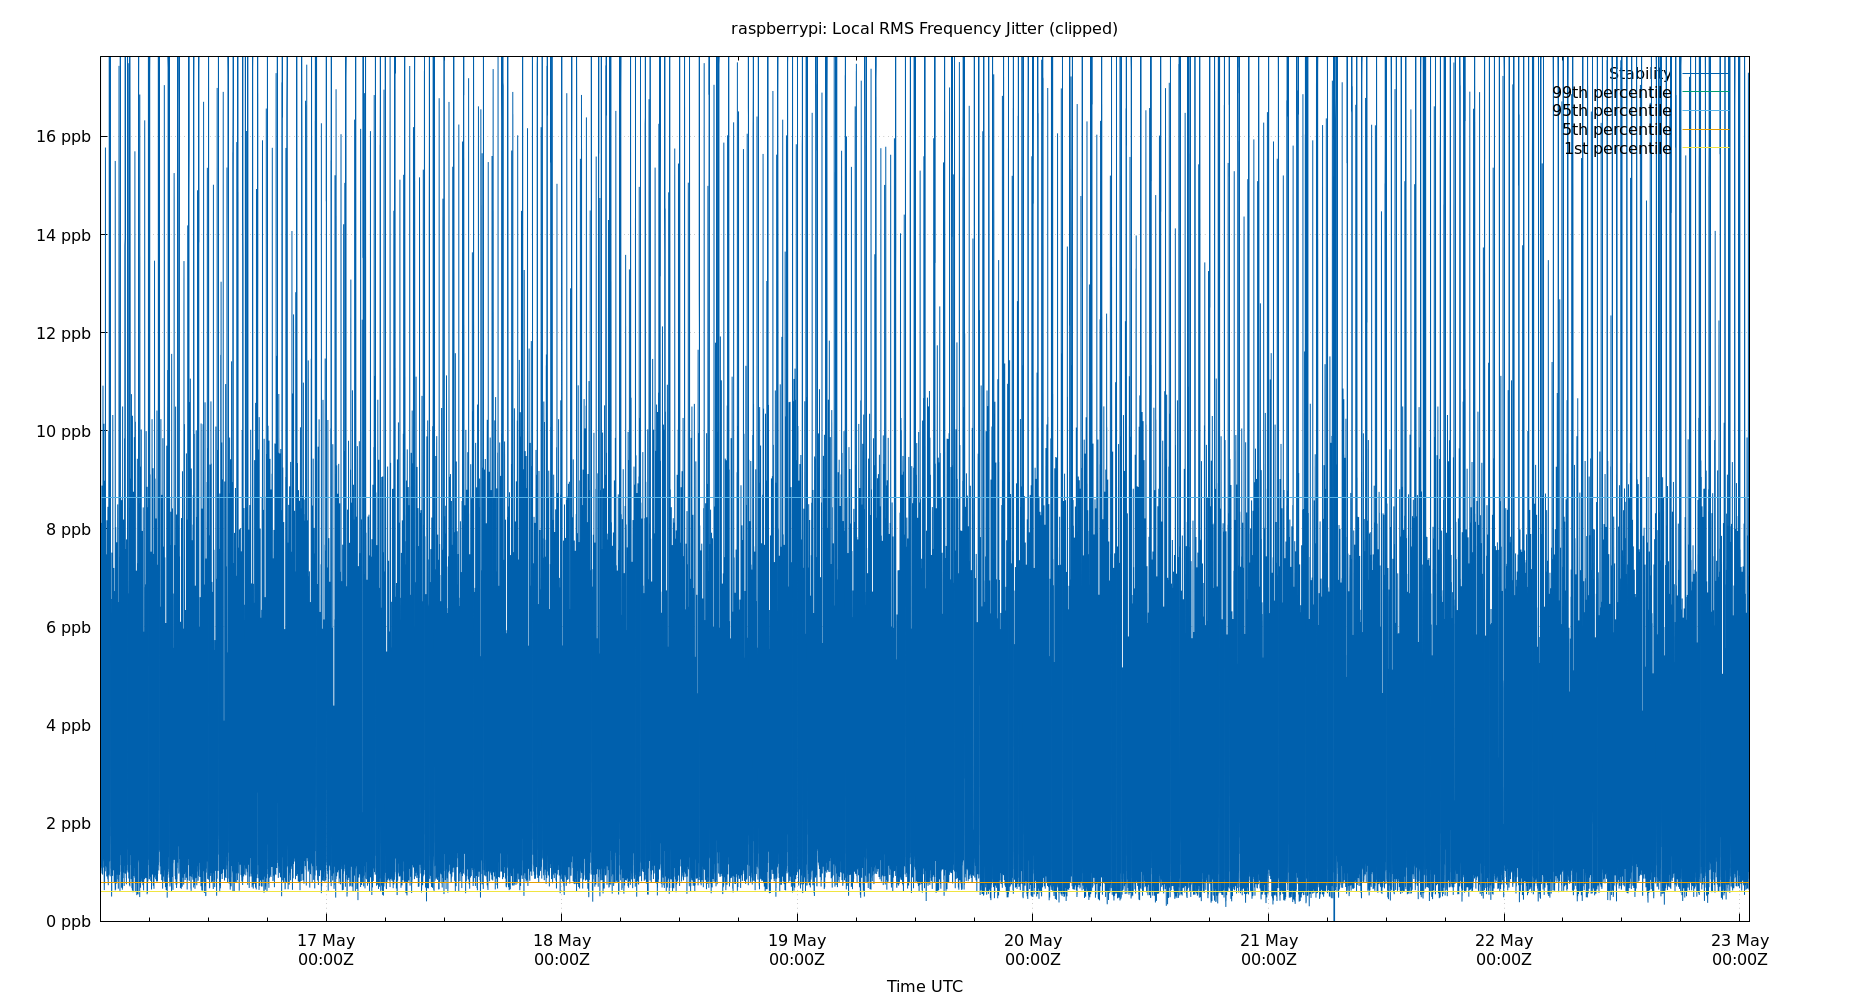 raspberrypi: Local RMS Frequency Jitter (clipped)
Stability
99th percentile
95th percentile
5th percentile
1st percentile
16 ppb
14 ppb
12 ppb
10 ppb
8 ppb
6 ppb
4 ppb
2 ppb
0 ppb
17 May
00:00Z
18 May
00:00Z
19 May
00:00Z
20 May
00:00Z
21 May
00:00Z
22 May
00:00Z
23 May
00:00Z
Time UTC